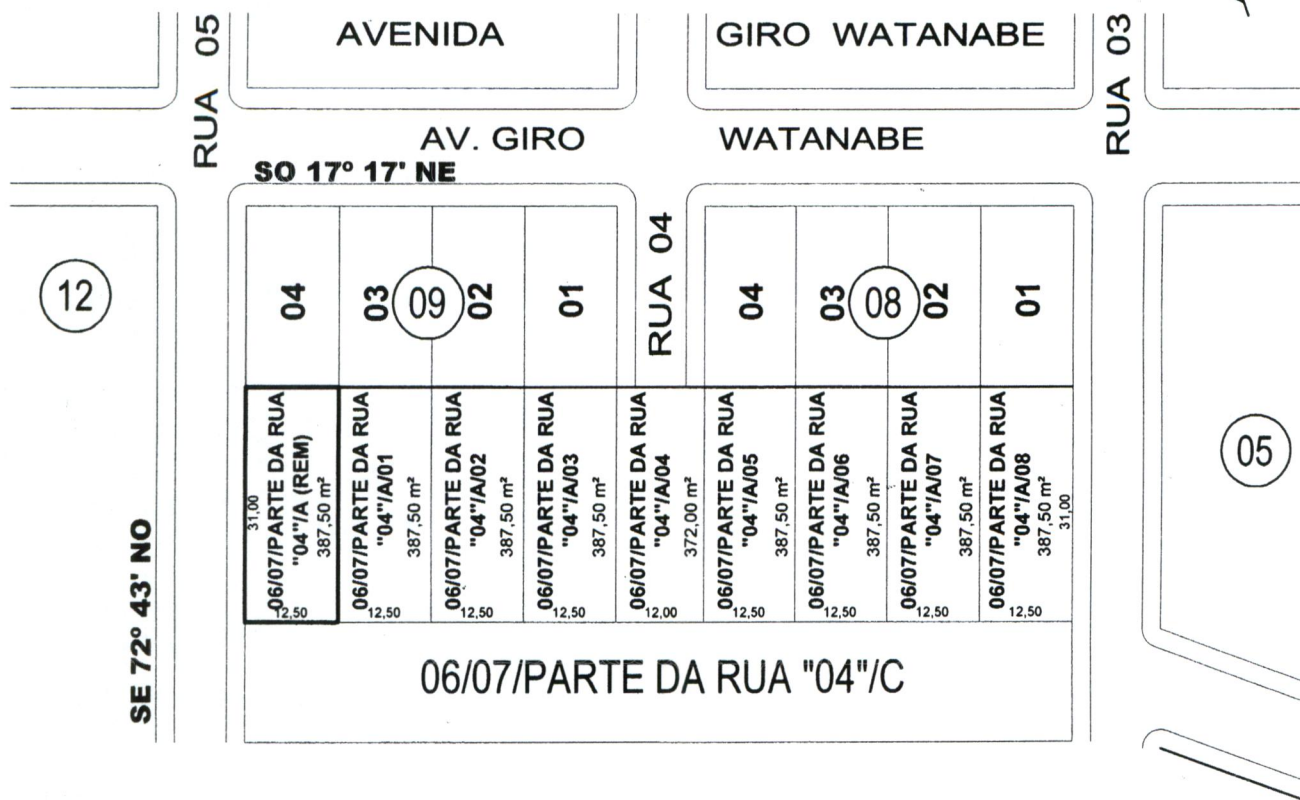 AVENIDA
GIRO WATANABE
RUA 05
RUA 03
AV. GIRO
WATANABE
SO 17º 17' NE
12
04
03
09
02
01
RUA 04
04
03
08
02
01
05
SE 72º 43' NO
31,00
06/07/PARTE DA RUA
"04"/A (REM)
387,50 m²
12,50
06/07/PARTE DA RUA
"04"/A/01
387,50 m²
12,50
06/07/PARTE DA RUA
"04"/A/02
387,50 m²
12,50
06/07/PARTE DA RUA
"04"/A/03
387,50 m²
12,50
06/07/PARTE DA RUA
"04"/A/04
372,00 m²
12,00
06/07/PARTE DA RUA
"04"/A/05
387,50 m²
12,50
06/07/PARTE DA RUA
"04"/A/06
387,50 m²
12,50
06/07/PARTE DA RUA
"04"/A/07
387,50 m²
12,50
06/07/PARTE DA RUA
"04"/A/08
387,50 m²
31,00
12,50
06/07/PARTE DA RUA "04"/C